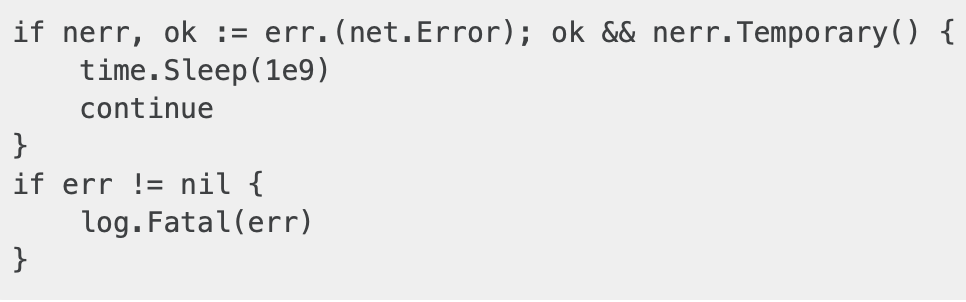 if nerr, ok := err.(net.Error); ok && nerr.Temporary() {
    time.Sleep(1e9)
    continue
}
if err != nil {
    log.Fatal(err)
}